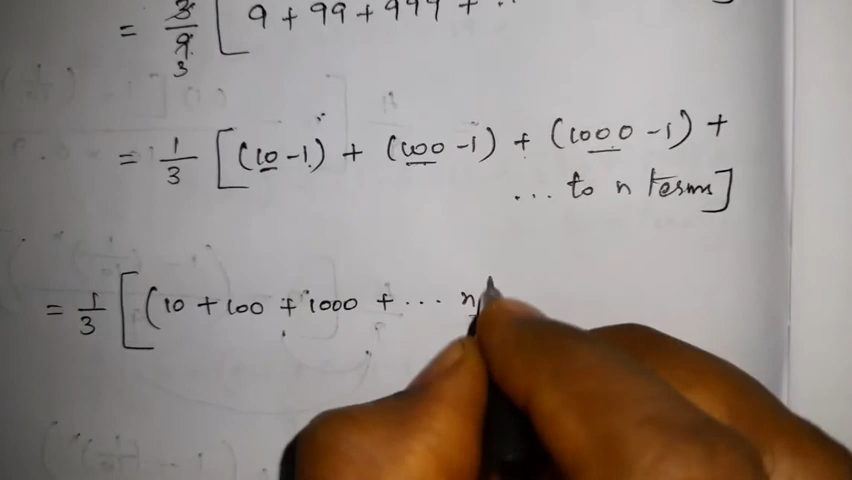 = 3/9 [ 9 + 99 + 999 + ..
3
= 1/3 [ (10 - 1) + (100 - 1) + (1000 - 1) +
... to n terms ]
= 1/3 [ (10 + 100 + 1000 + ... n